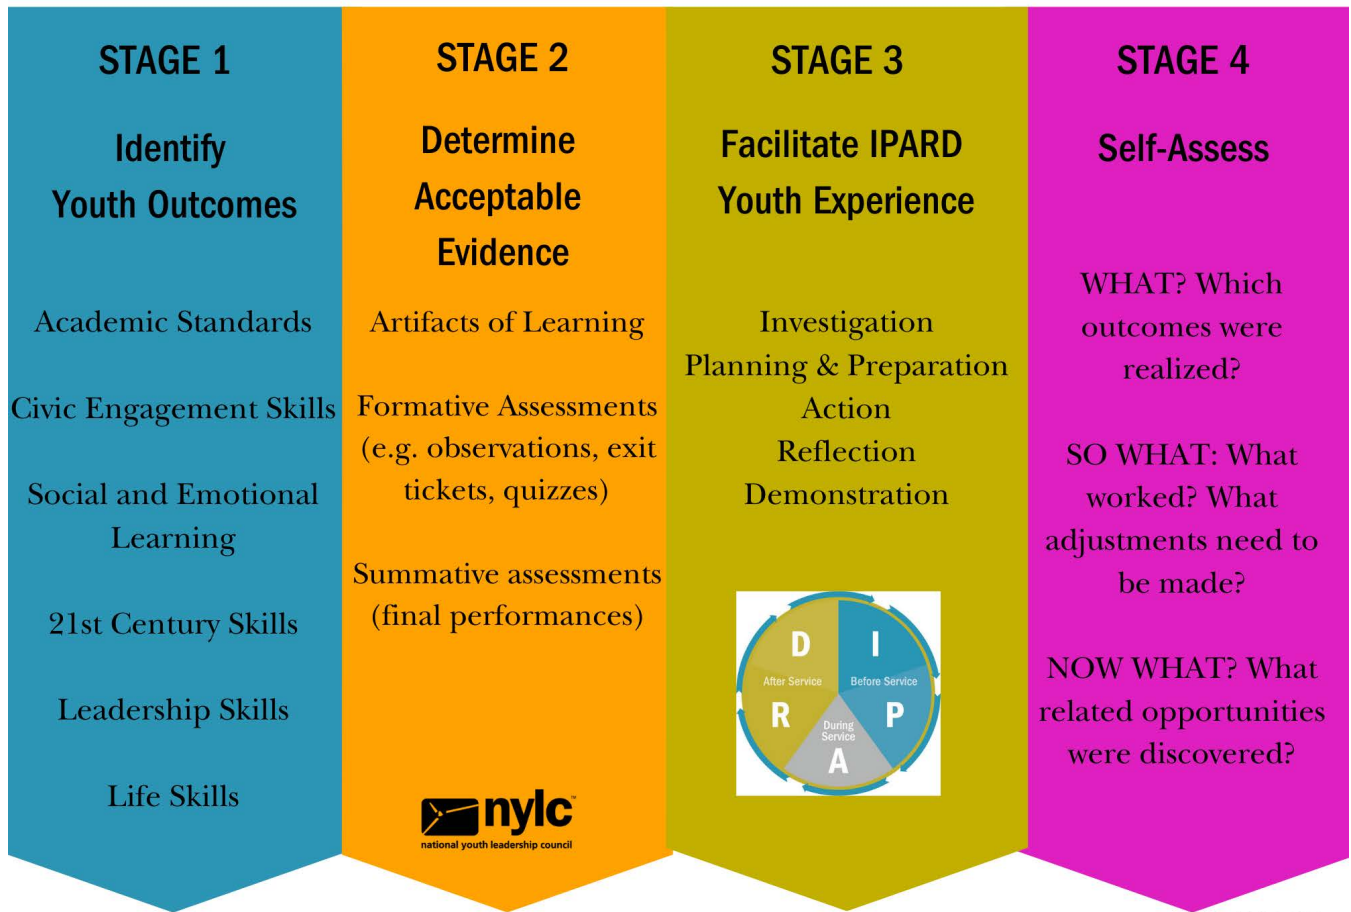 STAGE 1
Identify
Youth Outcomes
Academic Standards
Civic Engagement Skills
Social and Emotional
Learning
21st Century Skills
Leadership Skills
Life Skills
STAGE 2
Determine
Acceptable
Evidence
Artifacts of Learning
Formative Assessments
(e.g. observations, exit
tickets, quizzes)
Summative assessments
(final performances)
nylc™
national youth leadership council
STAGE 3
Facilitate IPARD
Youth Experience
Investigation
Planning & Preparation
Action
Reflection
Demonstration
D
I
After Service
Before Service
R
P
During
Service
A
STAGE 4
Self-Assess
WHAT? Which
outcomes were
realized?
SO WHAT: What
worked? What
adjustments need to
be made?
NOW WHAT? What
related opportunities
were discovered?